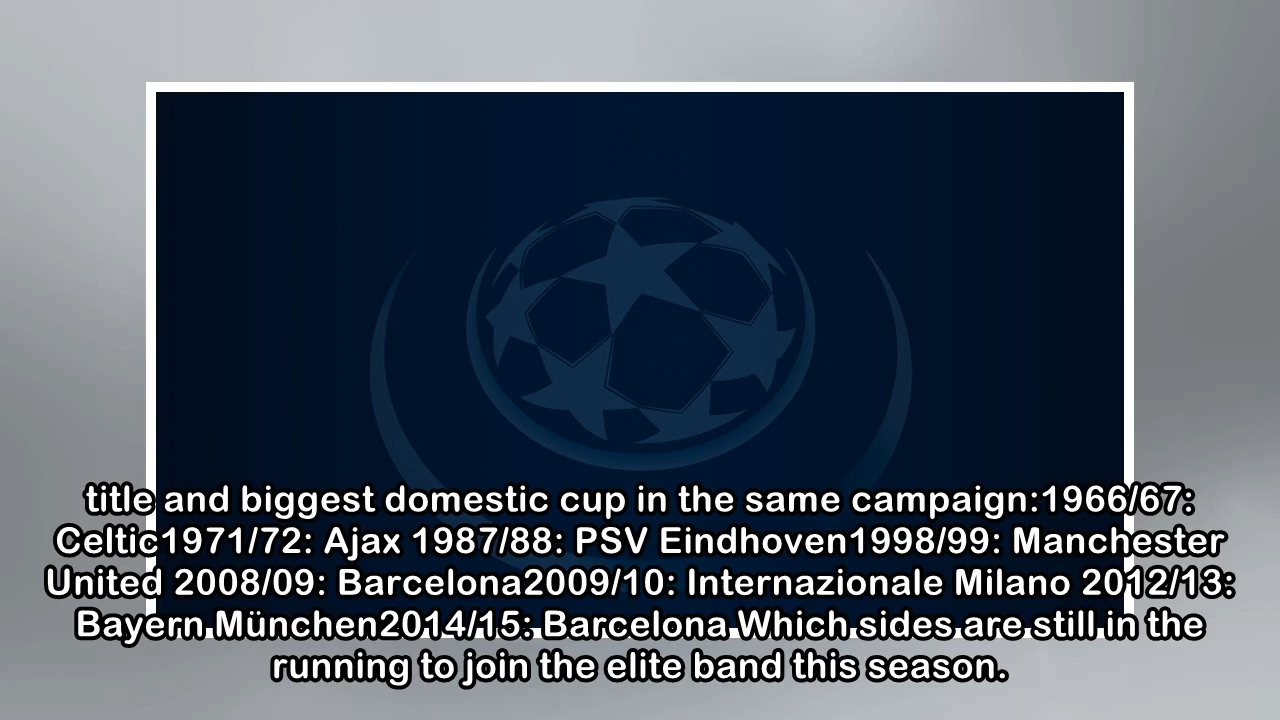 title and biggest domestic cup in the same campaign:1966/67:
Celtic1971/72: Ajax 1987/88: PSV Eindhoven1998/99: Manchester
United 2008/09: Barcelona2009/10: Internazionale Milano 2012/13:
Bayern München2014/15: Barcelona Which sides are still in the
running to join the elite band this season.